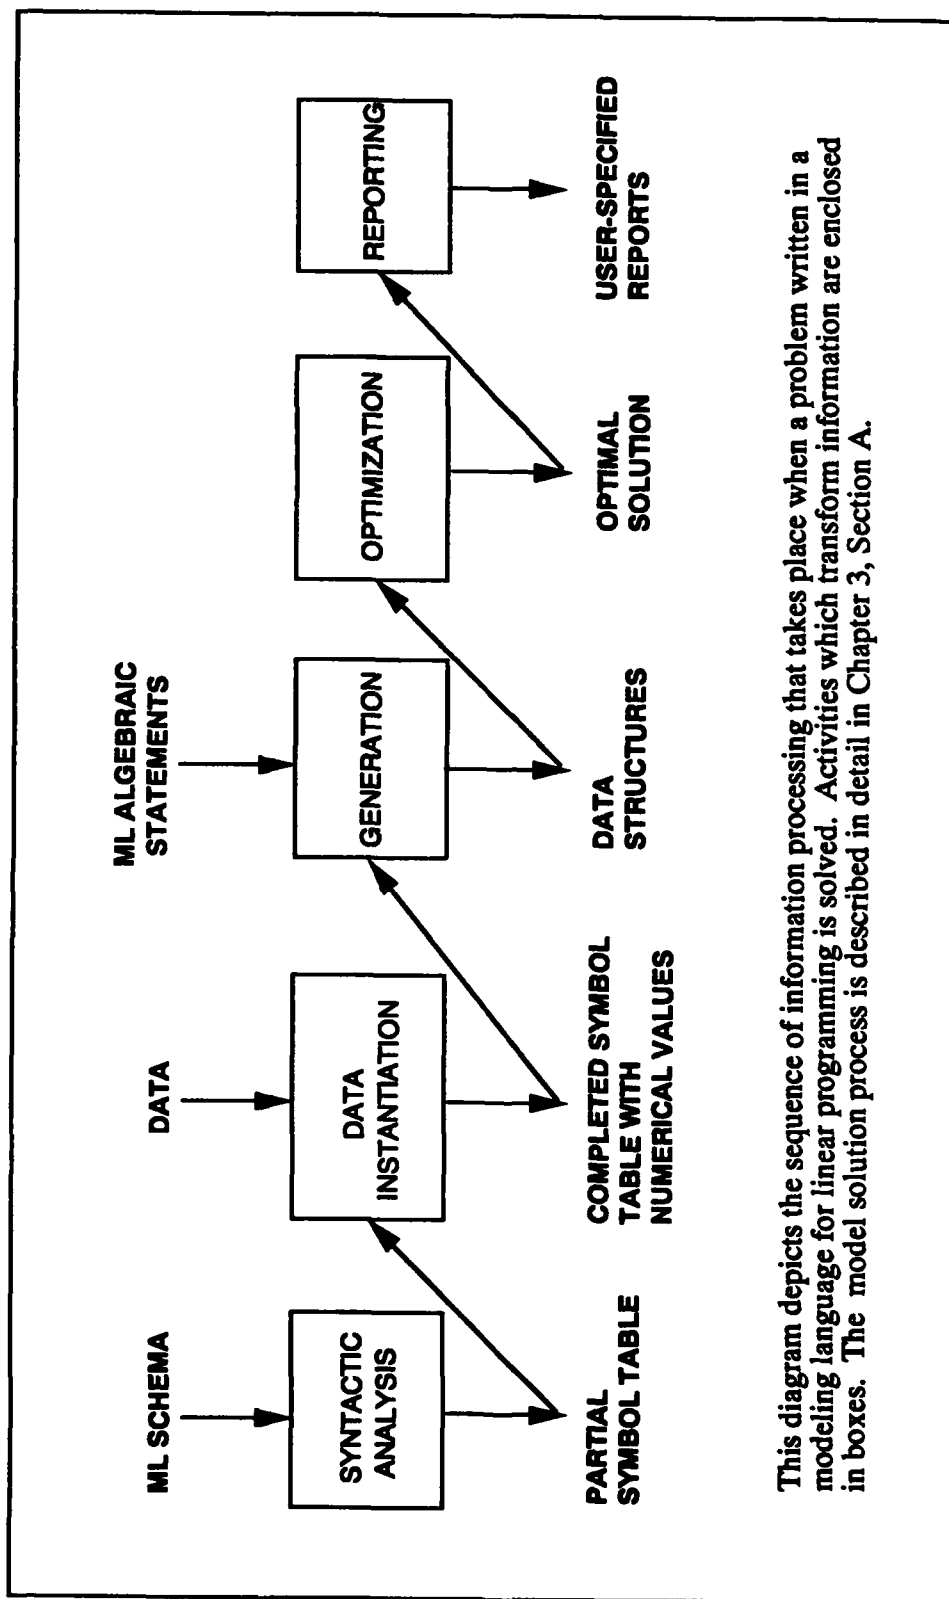 ML SCHEMA
SYNTACTIC
ANALYSIS
PARTIAL
SYMBOL TABLE
DATA
DATA
INSTANTIATION
COMPLETED SYMBOL
TABLE WITH
NUMERICAL VALUES
ML ALGEBRAIC
STATEMENTS
GENERATION
DATA
STRUCTURES
OPTIMIZATION
OPTIMAL
SOLUTION
REPORTING
USER-SPECIFIED
REPORTS
This diagram depicts the sequence of information processing that takes place when a problem written in a
modeling language for linear programming is solved. Activities which transform information are enclosed
in boxes. The model solution process is described in detail in Chapter 3, Section A.